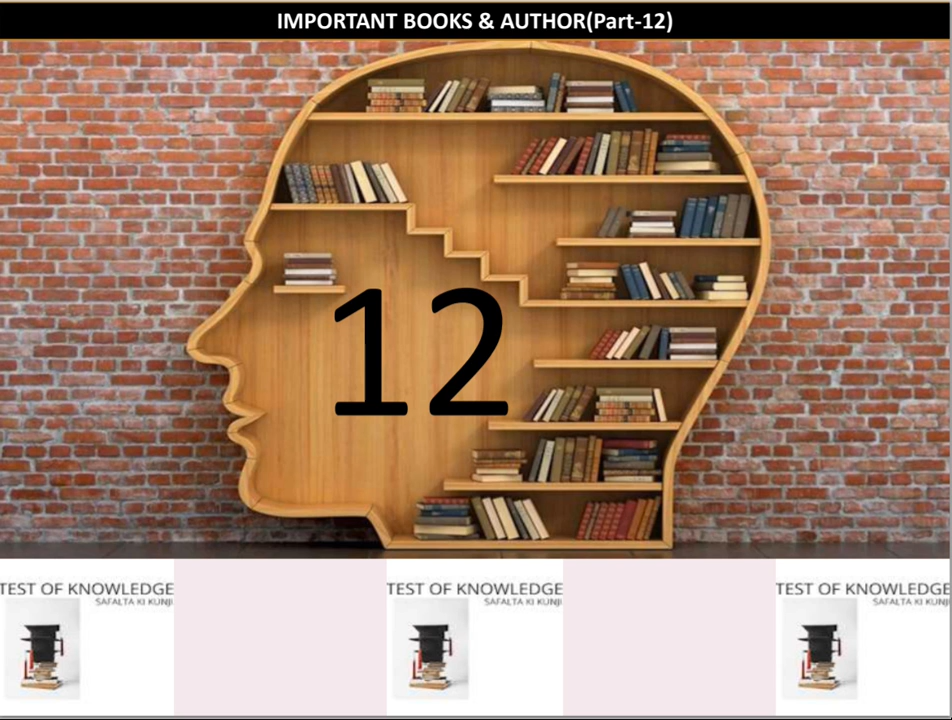 IMPORTANT BOOKS & AUTHOR(Part-12)
12
TEST OF KNOWLEDGE
SAFALTA KI KUNJI
TEST OF KNOWLEDGE
SAFALTA KI KUNJI
TEST OF KNOWLEDGE
SAFALTA KI KUNJI